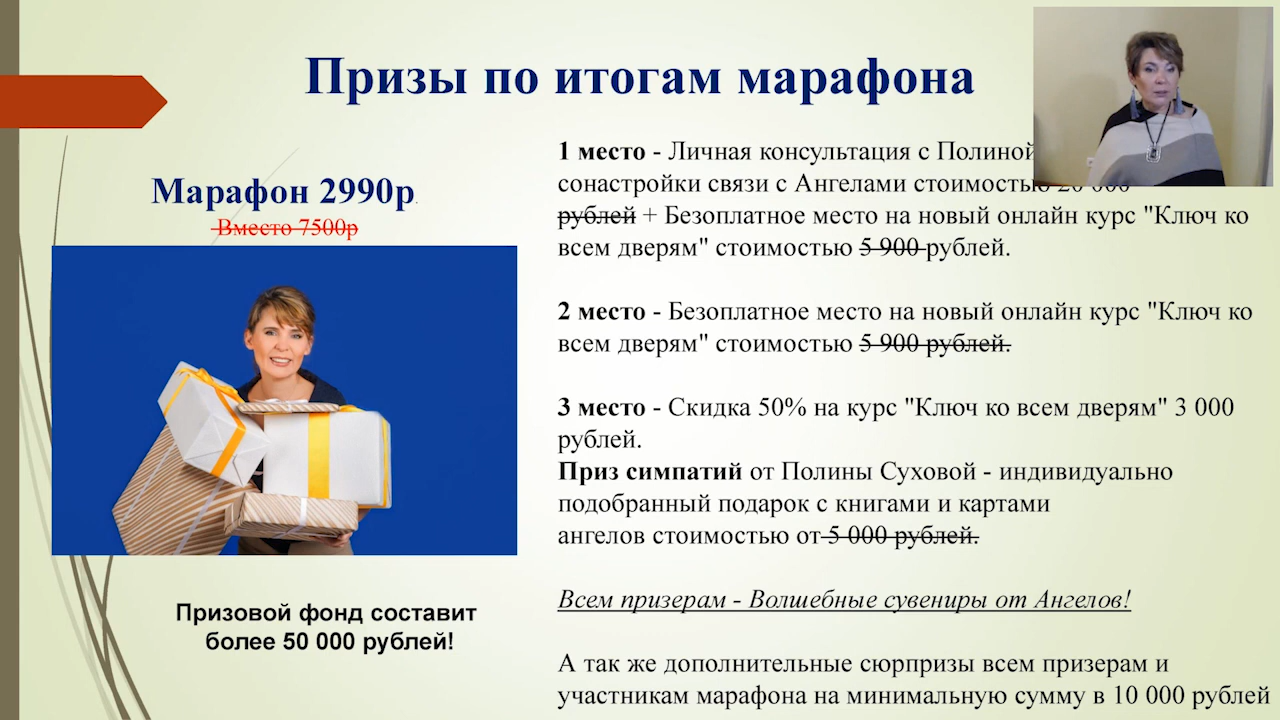 Призы по итогам марафона
Марафон 2990р.
Вместо 7500р
Призовой фонд составит
более 50 000 рублей!
1 место - Личная консультация с Полиной
сонастройки связи с Ангелами стоимостью 20 000
рублей + Безоплатное место на новый онлайн курс "Ключ ко
всем дверям" стоимостью 5 900 рублей.
2 место - Безоплатное место на новый онлайн курс "Ключ ко
всем дверям" стоимостью 5 900 рублей.
3 место - Скидка 50% на курс "Ключ ко всем дверям" 3 000
рублей.
Приз симпатий от Полины Суховой - индивидуально
подобранный подарок с книгами и картами
ангелов стоимостью от 5 000 рублей.
Всем призерам - Волшебные сувениры от Ангелов!
А так же дополнительные сюрпризы всем призерам и
участникам марафона на минимальную сумму в 10 000 рублей